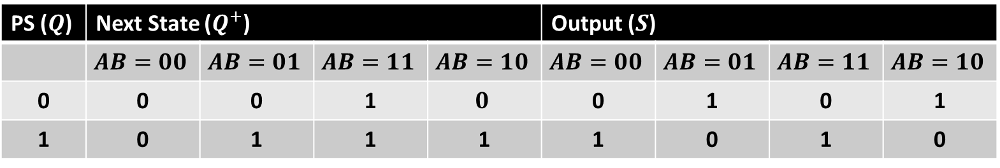 PS (Q) Next State (Q⁺) Output (S)
AB = 00 AB = 01 AB = 11 AB = 10 AB = 00 AB = 01 AB = 11 AB = 10
0 0 0 1 0 0 1 0 1
1 0 1 1 1 1 0 1 0